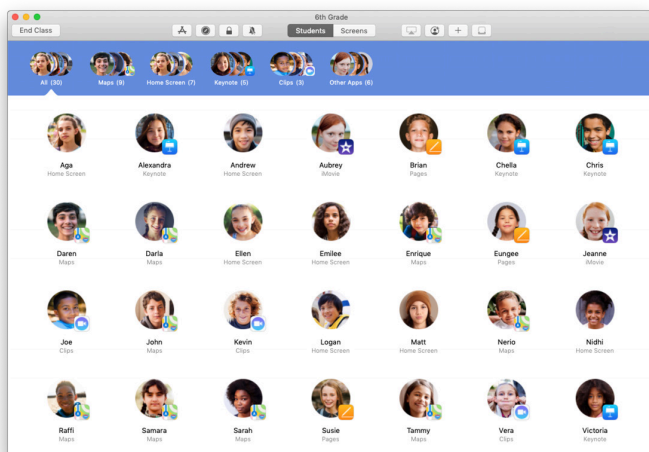 6th Grade
End Class
Students Screens
All (30) Maps (9) Home Screen (7) Keynote (5) Clips (3) Other Apps (6)
Aga Alexandra Andrew Aubrey Brian Chella Chris
Home Screen Keynote Home Screen iMovie Pages Keynote Keynote
Daren Darla Ellen Emilee Enrique Eungee Jeanne
Maps Maps Home Screen Home Screen Maps Pages iMovie
Joe John Kevin Logan Matt Nerio Nidhi
Clips Maps Clips Home Screen Home Screen Maps Home Screen
Raffi Samara Sarah Susie Tammy Vera Victoria
Maps Maps Maps Pages Maps Clips Keynote